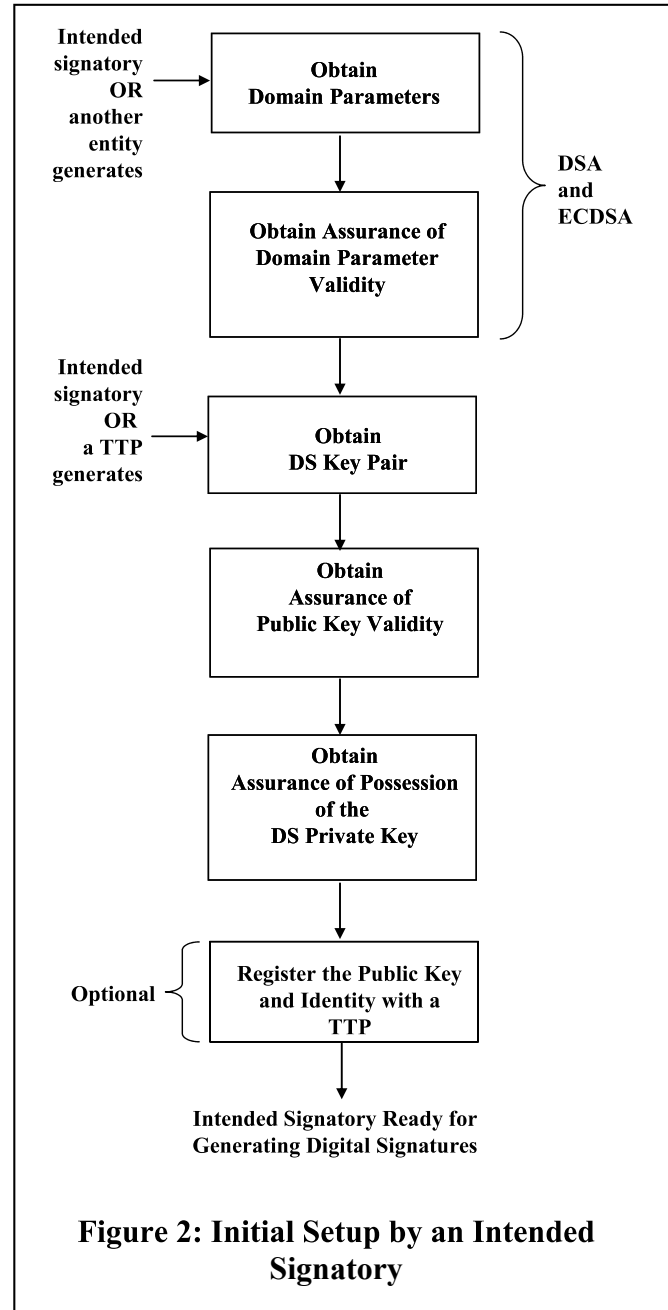 Intended
signatory
OR
another
entity
generates
Obtain
Domain Parameters
Obtain Assurance of
Domain Parameter
Validity
DSA
and
ECDSA
Intended
signatory
OR
a TTP
generates
Obtain
DS Key Pair
Obtain
Assurance of
Public Key Validity
Obtain
Assurance of Possession
of the
DS Private Key
Optional
Register the Public Key
and Identity with a
TTP
Intended Signatory Ready for
Generating Digital Signatures
Figure 2: Initial Setup by an Intended
Signatory